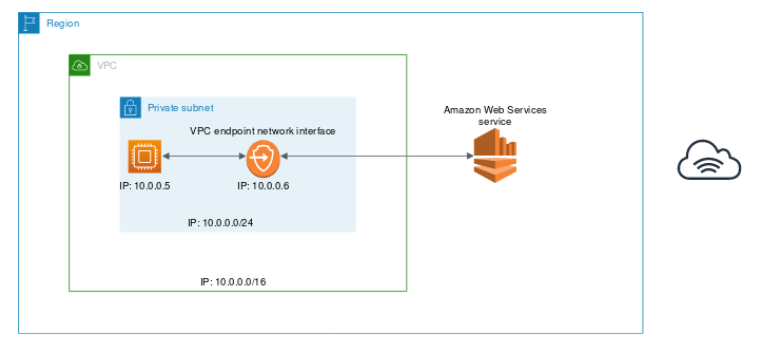 Region
VPC
Private subnet
Amazon Web Services
service
VPC endpoint network interface
IP: 10.0.0.5
IP: 10.0.0.6
IP: 10.0.0.0/24
IP: 10.0.0.0/16